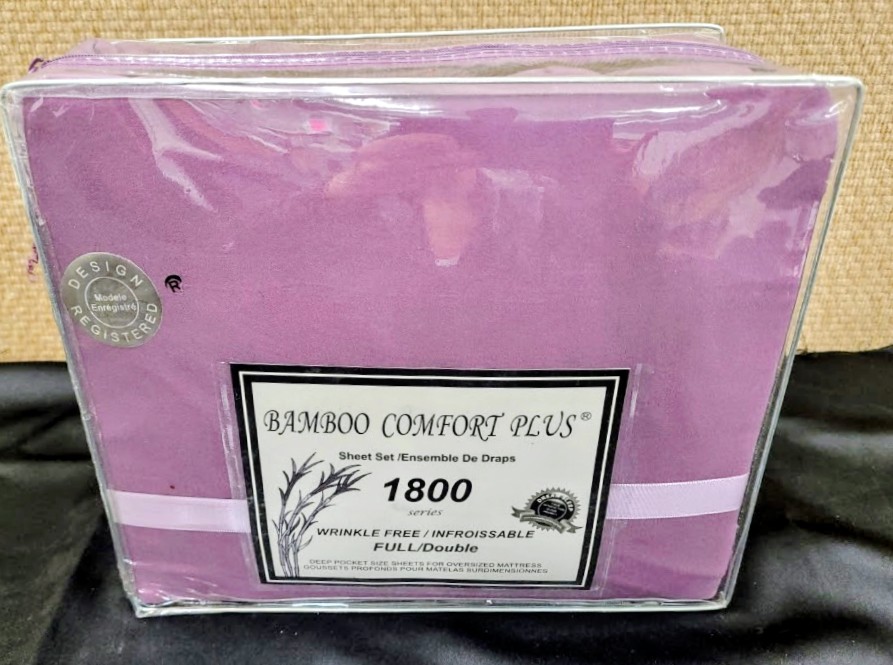 DESIGN
Modele
Enregistré
REGISTERED
BAMBOO COMFORT PLUS®
Sheet Set /Ensemble De Draps
1800
series
WRINKLE FREE / INFROISSABLE
FULL/Double
DEEP POCKET SIZE SHEETS FOR OVERSIZED MATTRESS
GOUSSETS PROFONDS POUR MATELAS SURDIMENSIONNES